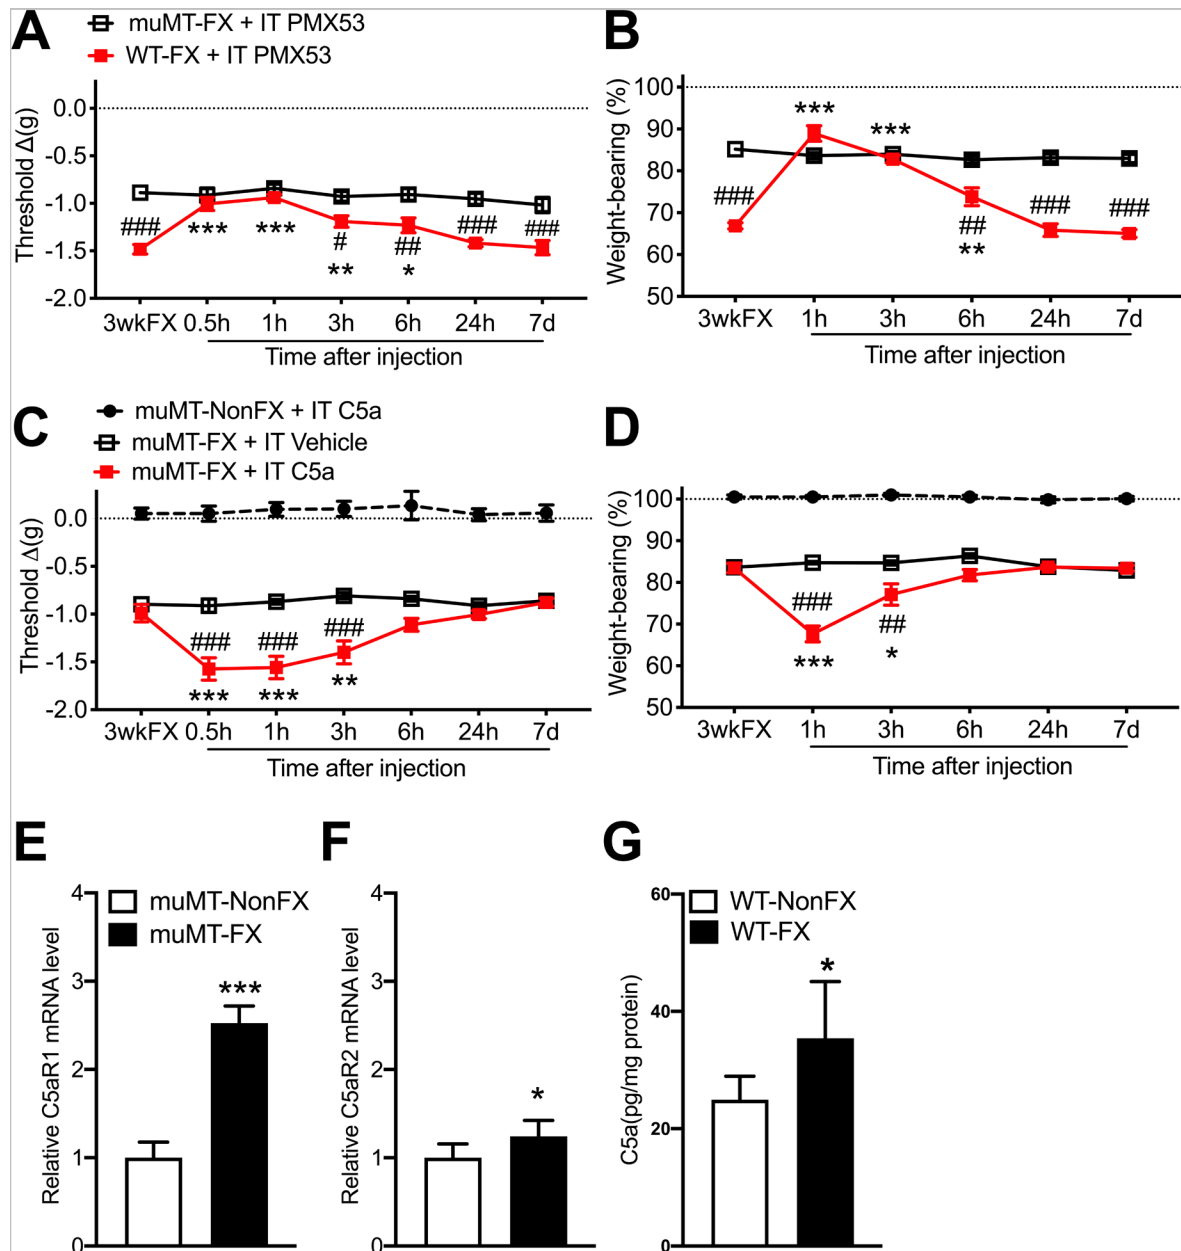 A
muMT-FX + IT PMX53
WT-FX + IT PMX53
Threshold Δ(g)
0.0
-0.5
-1.0
-1.5
-2.0
###
***
***
#
**
##
*
###
###
3wkFX 0.5h 1h 3h 6h 24h 7d
Time after injection
B
Weight-bearing (%)
100
90
80
70
60
50
###
***
***
##
**
###
###
3wkFX 1h 3h 6h 24h 7d
Time after injection
C
muMT-NonFX + IT C5a
muMT-FX + IT Vehicle
muMT-FX + IT C5a
Threshold Δ(g)
0.0
-0.5
-1.0
-1.5
-2.0
###
***
###
***
###
**
3wkFX 0.5h 1h 3h 6h 24h 7d
Time after injection
D
Weight-bearing (%)
100
90
80
70
60
50
###
***
##
*
3wkFX 1h 3h 6h 24h 7d
Time after injection
E
muMT-NonFX
muMT-FX
Relative C5aR1 mRNA level
4
3
2
1
0
***
F
Relative C5aR2 mRNA level
4
3
2
1
0
*
G
WT-NonFX
WT-FX
C5a(pg/mg protein)
60
40
20
0
*